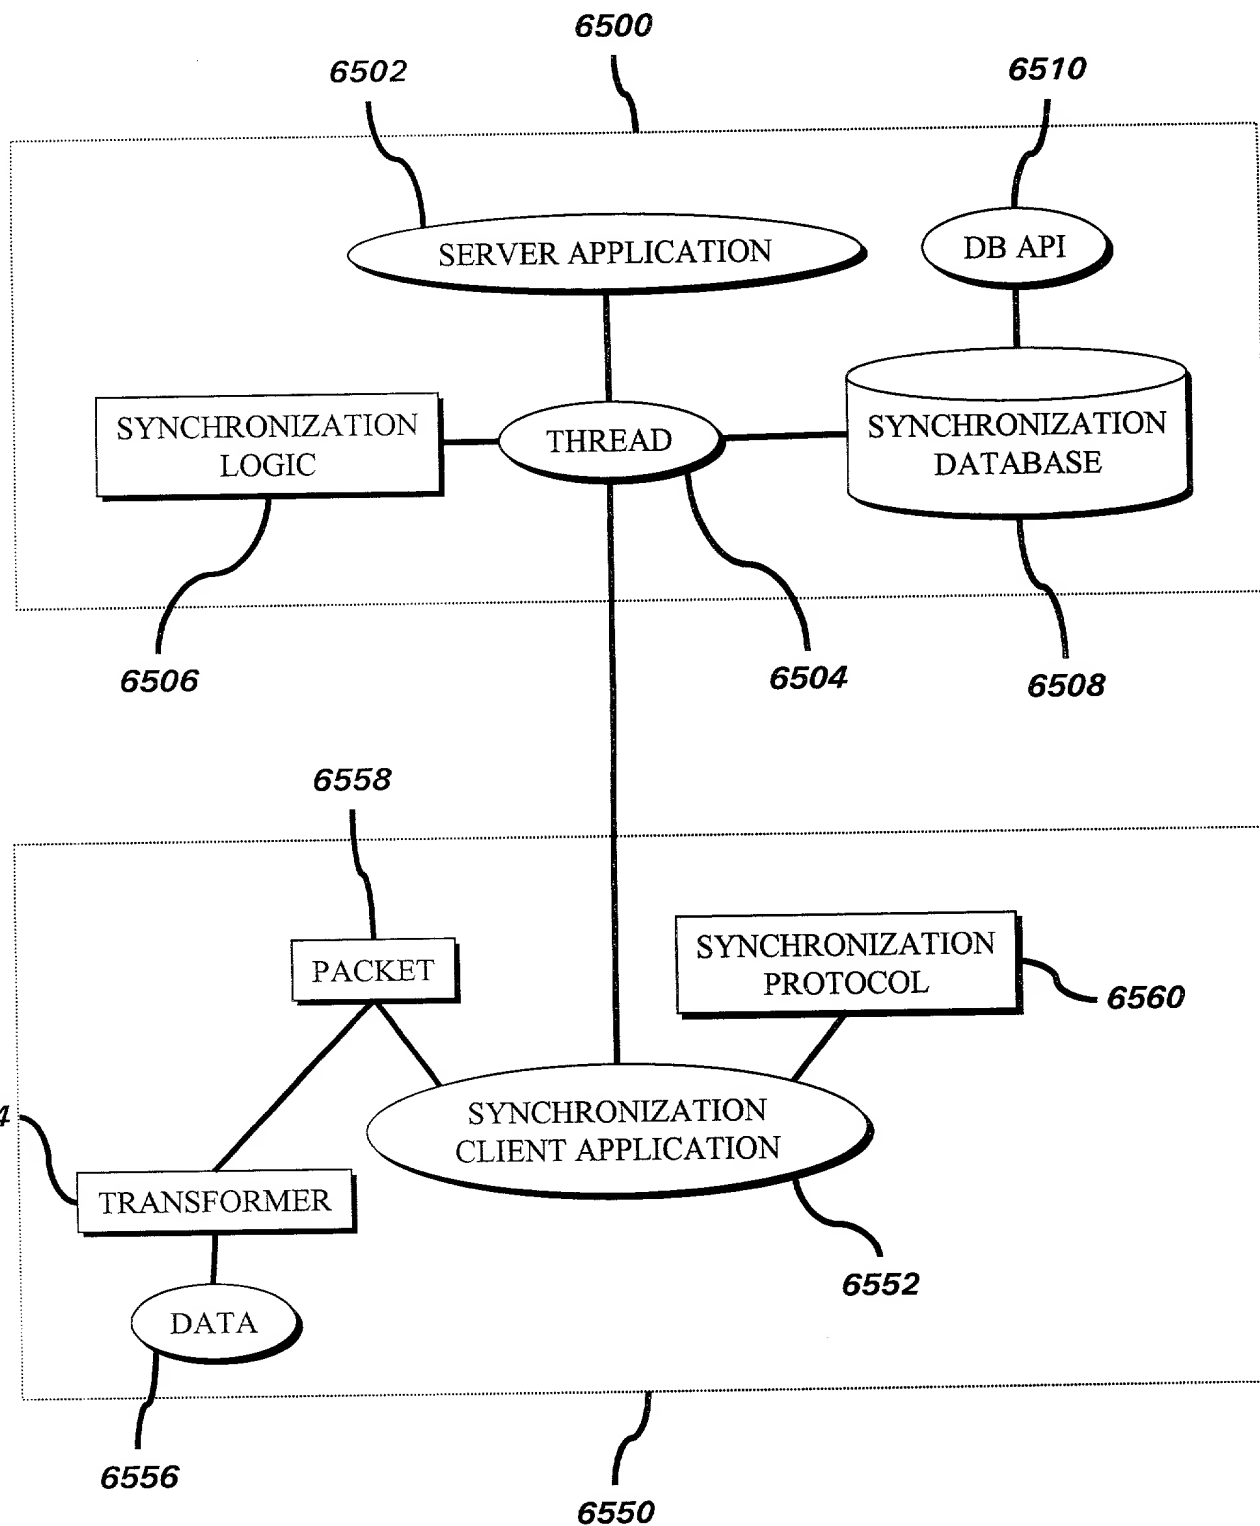 6500
6502
6510
SERVER APPLICATION
DB API
SYNCHRONIZATION
LOGIC
THREAD
SYNCHRONIZATION
DATABASE
6506
6504
6508
6558
PACKET
SYNCHRONIZATION
PROTOCOL
6560
4
SYNCHRONIZATION
CLIENT APPLICATION
TRANSFORMER
6552
DATA
6556
6550